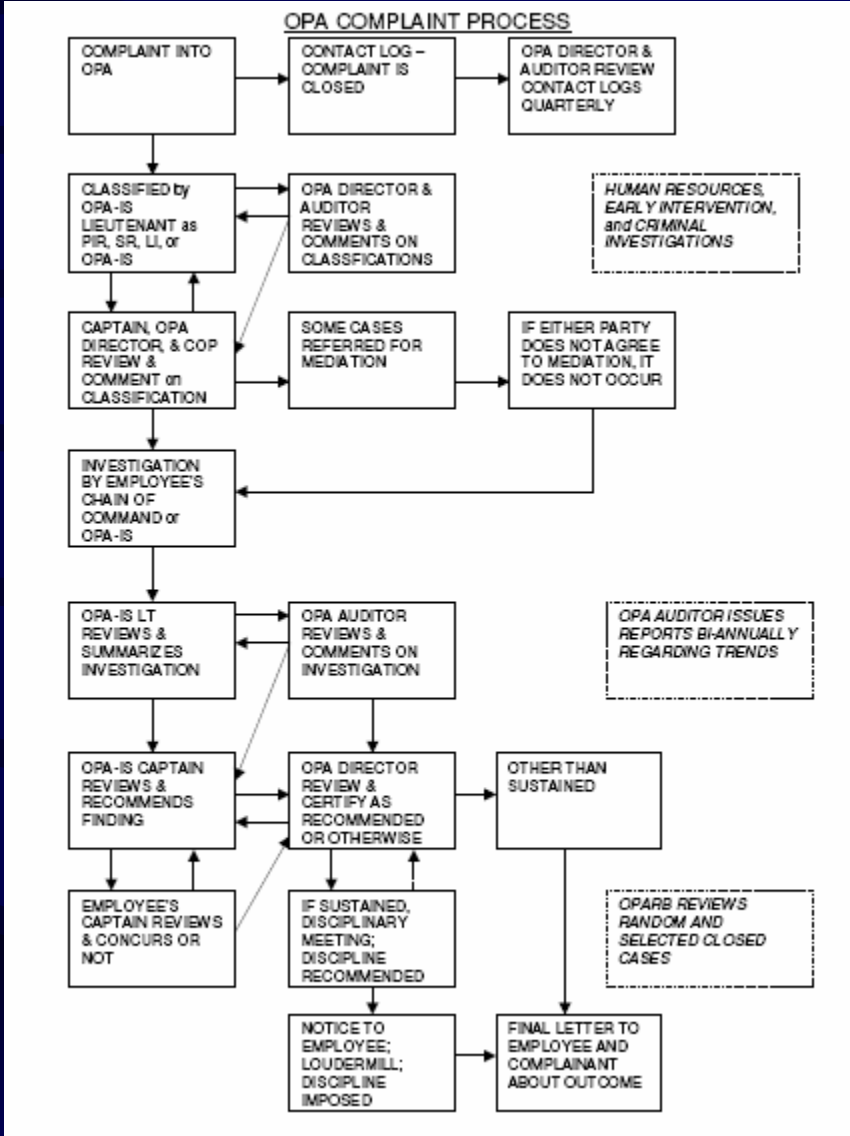 OPA COMPLAINT PROCESS
COMPLAINT INTO
OPA
CONTACT LOG –
COMPLAINT IS
CLOSED
OPA DIRECTOR &
AUDITOR REVIEW
CONTACT LOGS
QUARTERLY
CLASSIFIED by
OPA-IS
LIEUTENANT as
PIR, SR, LI, or
OPA-IS
OPA DIRECTOR &
AUDITOR
REVIEWS &
COMMENTS ON
CLASSFICATIONS
HUMAN RESOURCES,
EARLY INTERVENTION,
and CRIMINAL
INVESTIGATIONS
CAPTAIN, OPA
DIRECTOR, & COP
REVIEW &
COMMENT on
CLASSIFICATION
SOME CASES
REFERRED FOR
MEDIATION
IF EITHER PARTY
DOES NOT AGREE
TO MEDIATION, IT
DOES NOT OCCUR
INVESTIGATION
BY EMPLOYEE'S
CHAIN OF
COMMAND or
OPA-IS
OPA-IS LT
REVIEWS &
SUMMARIZES
INVESTIGATION
OPA AUDITOR
REVIEWS &
COMMENTS ON
INVESTIGATION
OPA AUDITOR ISSUES
REPORTS BI-ANNUALLY
REGARDING TRENDS
OPA-IS CAPTAIN
REVIEWS &
RECOMMENDS
FINDING
OPA DIRECTOR
REVIEW &
CERTIFY AS
RECOMMENDED
OR OTHERWISE
OTHER THAN
SUSTAINED
EMPLOYEE'S
CAPTAIN REVIEWS
& CONCURS OR
NOT
IF SUSTAINED,
DISCIPLINARY
MEETING;
DISCIPLINE
RECOMMENDED
OPARB REVIEWS
RANDOM AND
SELECTED CLOSED
CASES
NOTICE TO
EMPLOYEE;
LOUDERMILL;
DISCIPLINE
IMPOSED
FINAL LETTER TO
EMPLOYEE AND
COMPLAINANT
ABOUT OUTCOME